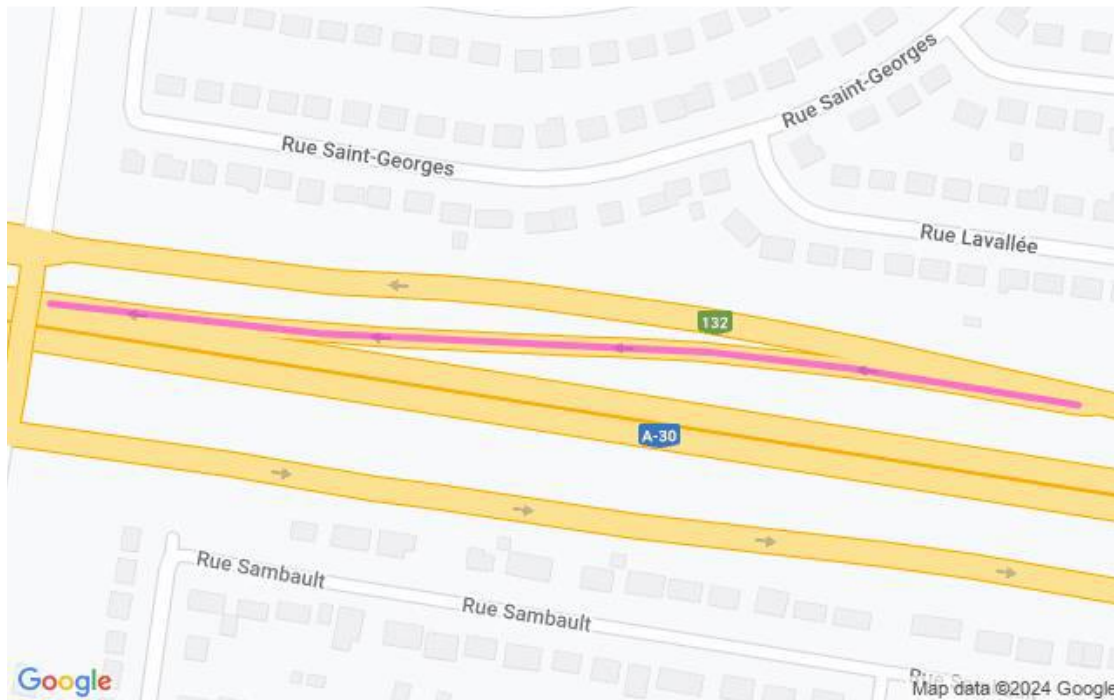 Rue Saint-Georges
Rue Saint-Georges
Rue Lavallée
132
A-30
Rue Sambault
Rue Sambault
Google
Map data ©2024 Google